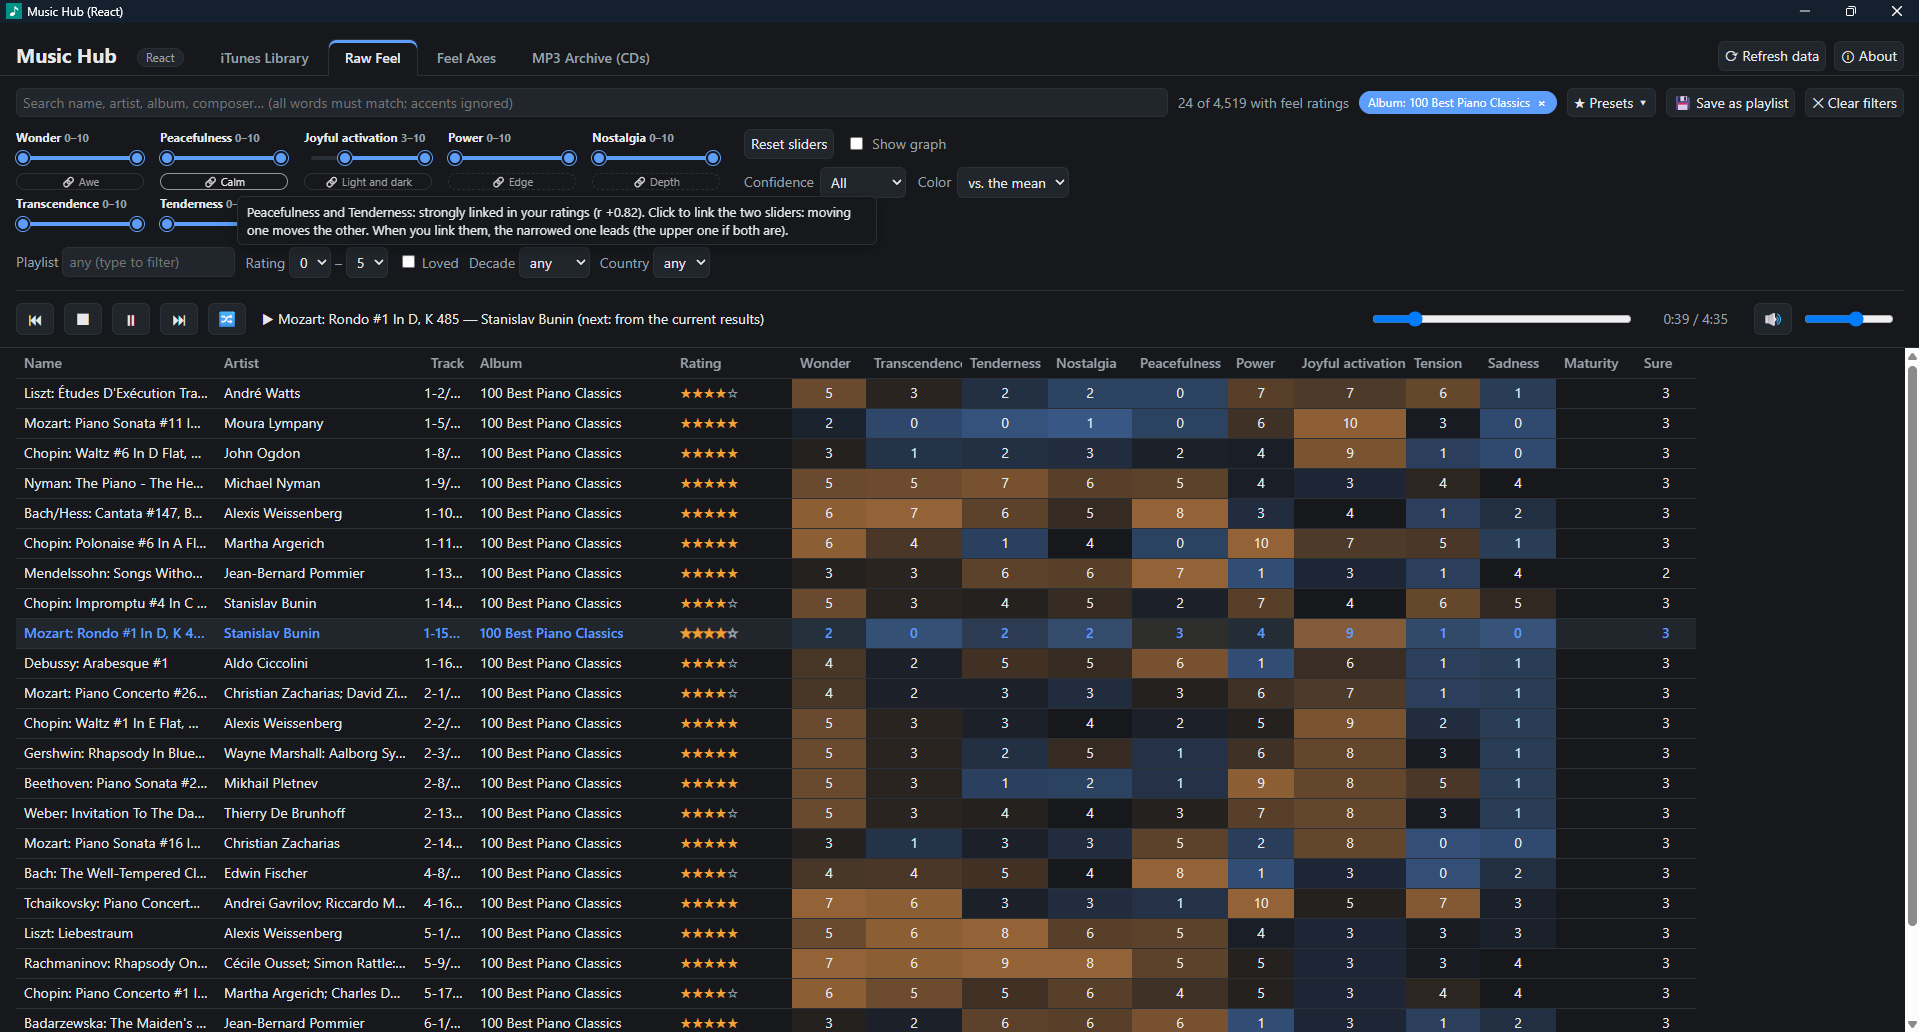 Music Hub (React)
Music Hub React iTunes Library Raw Feel Feel Axes MP3 Archive (CDs) Refresh data About
Search name, artist, album, composer... (all words must match; accents ignored) 24 of 4,519 with feel ratings Album: 100 Best Piano Classics × ★ Presets ▼ Save as playlist Clear filters
Wonder 0–10 Peacefulness 0–10 Joyful activation 3–10 Power 0–10 Nostalgia 0–10 Reset sliders Show graph
Awe Calm Light and dark Edge Depth Confidence All Color vs. the mean
Transcendence 0–10 Tenderness 0–
Peacefulness and Tenderness: strongly linked in your ratings (r +0.82). Click to link the two sliders: moving
one moves the other. When you link them, the narrowed one leads (the upper one if both are).
Playlist any (type to filter) Rating 0 – 5 Loved Decade any Country any
▶ Mozart: Rondo #1 In D, K 485 — Stanislav Bunin (next: from the current results) 0:39 / 4:35
Name Artist Track Album Rating Wonder Transcendence Tenderness Nostalgia Peacefulness Power Joyful activation Tension Sadness Maturity Sure
Liszt: Études D'Exécution Tra... André Watts 1-2/... 100 Best Piano Classics ★★★★☆ 5 3 2 2 0 7 7 6 1 3
Mozart: Piano Sonata #11 I... Moura Lympany 1-5/... 100 Best Piano Classics ★★★★★ 2 0 0 1 0 6 10 3 0 3
Chopin: Waltz #6 In D Flat, ... John Ogdon 1-8/... 100 Best Piano Classics ★★★★★ 3 1 2 3 2 4 9 1 0 3
Nyman: The Piano - The He... Michael Nyman 1-9/... 100 Best Piano Classics ★★★★★ 5 5 7 6 5 4 3 4 4 3
Bach/Hess: Cantata #147, B... Alexis Weissenberg 1-10... 100 Best Piano Classics ★★★★★ 6 7 6 5 8 3 4 1 2 3
Chopin: Polonaise #6 In A Fl... Martha Argerich 1-11... 100 Best Piano Classics ★★★★★ 6 4 1 4 0 10 7 5 1 3
Mendelssohn: Songs Witho... Jean-Bernard Pommier 1-13... 100 Best Piano Classics ★★★★★ 3 3 6 6 7 1 3 1 4 2
Chopin: Impromptu #4 In C ... Stanislav Bunin 1-14... 100 Best Piano Classics ★★★★☆ 5 3 4 5 2 7 4 6 5 3
Mozart: Rondo #1 In D, K 4... Stanislav Bunin 1-15... 100 Best Piano Classics ★★★★☆ 2 0 2 2 3 4 9 1 0 3
Debussy: Arabesque #1 Aldo Ciccolini 1-16... 100 Best Piano Classics ★★★★☆ 4 2 5 5 6 1 6 1 1 3
Mozart: Piano Concerto #26... Christian Zacharias; David Zi... 2-1/... 100 Best Piano Classics ★★★★☆ 4 2 3 3 3 6 7 1 1 3
Chopin: Waltz #1 In E Flat, ... Alexis Weissenberg 2-2/... 100 Best Piano Classics ★★★★★ 5 3 3 4 2 5 9 2 1 3
Gershwin: Rhapsody In Blue... Wayne Marshall: Aalborg Sy... 2-3/... 100 Best Piano Classics ★★★★★ 5 3 2 5 1 6 8 3 1 3
Beethoven: Piano Sonata #2... Mikhail Pletnev 2-8/... 100 Best Piano Classics ★★★★★ 5 3 1 2 1 9 8 5 1 3
Weber: Invitation To The Da... Thierry De Brunhoff 2-13... 100 Best Piano Classics ★★★★☆ 5 3 4 4 3 7 8 3 1 3
Mozart: Piano Sonata #16 I... Christian Zacharias 2-14... 100 Best Piano Classics ★★★★★ 3 1 3 3 5 2 8 0 0 3
Bach: The Well-Tempered Cl... Edwin Fischer 4-8/... 100 Best Piano Classics ★★★★☆ 4 4 5 4 8 1 3 0 2 3
Tchaikovsky: Piano Concert... Andrei Gavrilov; Riccardo M... 4-16... 100 Best Piano Classics ★★★★★ 7 6 3 3 1 10 5 7 3 3
Liszt: Liebestraum Alexis Weissenberg 5-1/... 100 Best Piano Classics ★★★★★ 5 6 8 6 5 4 3 3 3 3
Rachmaninov: Rhapsody On... Cécile Ousset; Simon Rattle:... 5-9/... 100 Best Piano Classics ★★★★★ 7 6 9 8 5 5 3 3 4 3
Chopin: Piano Concerto #1 I... Martha Argerich; Charles D... 5-17... 100 Best Piano Classics ★★★★☆ 6 5 5 6 4 5 3 4 4 3
Badarzewska: The Maiden's ... Jean-Bernard Pommier 6-1/... 100 Best Piano Classics ★★★★★ 3 2 6 6 6 1 3 1 2 3